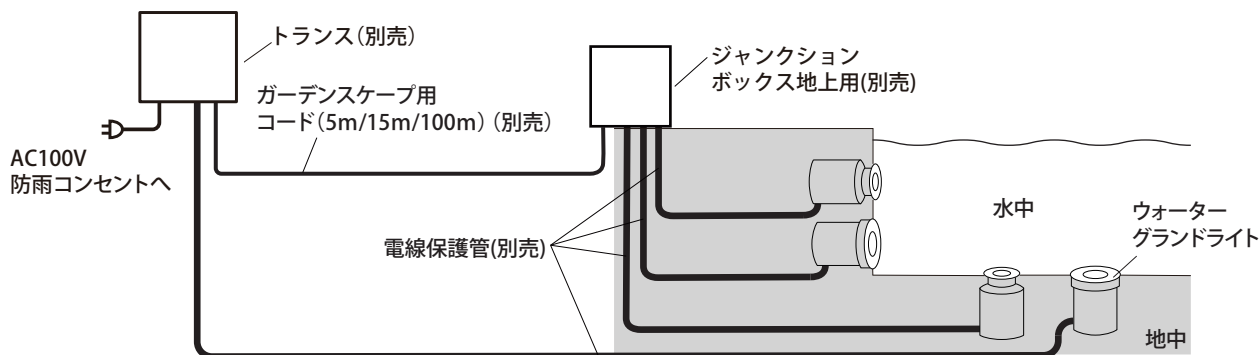 トランス（別売）
ジャンクション
ボックス地上用(別売)
ガーデンスケープ用
コード（5m/15m/100m）（別売）
AC100V
防雨コンセントへ
水中
ウォーター
グランドライト
電線保護管(別売)
地中